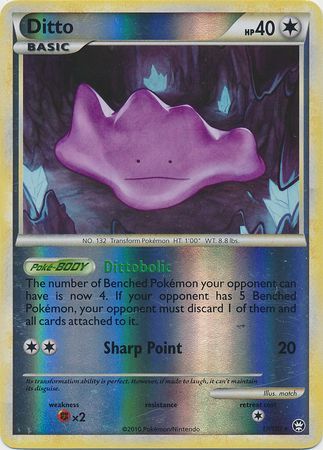 Ditto
HP40
BASIC
NO. 132 Transform Pokémon HT: 1'00" WT: 8.8 lbs.
Poké-BODY Dittobolic
The number of Benched Pokémon your opponent can
have is now 4. If your opponent has 5 Benched
Pokémon, your opponent must discard 1 of them and
all cards attached to it.
Sharp Point 20
Its transformation ability is perfect. However, if made to laugh, it can't maintain
its disguise.
weakness resistance retreat cost
×2
©2010 Pokémon/Nintendo